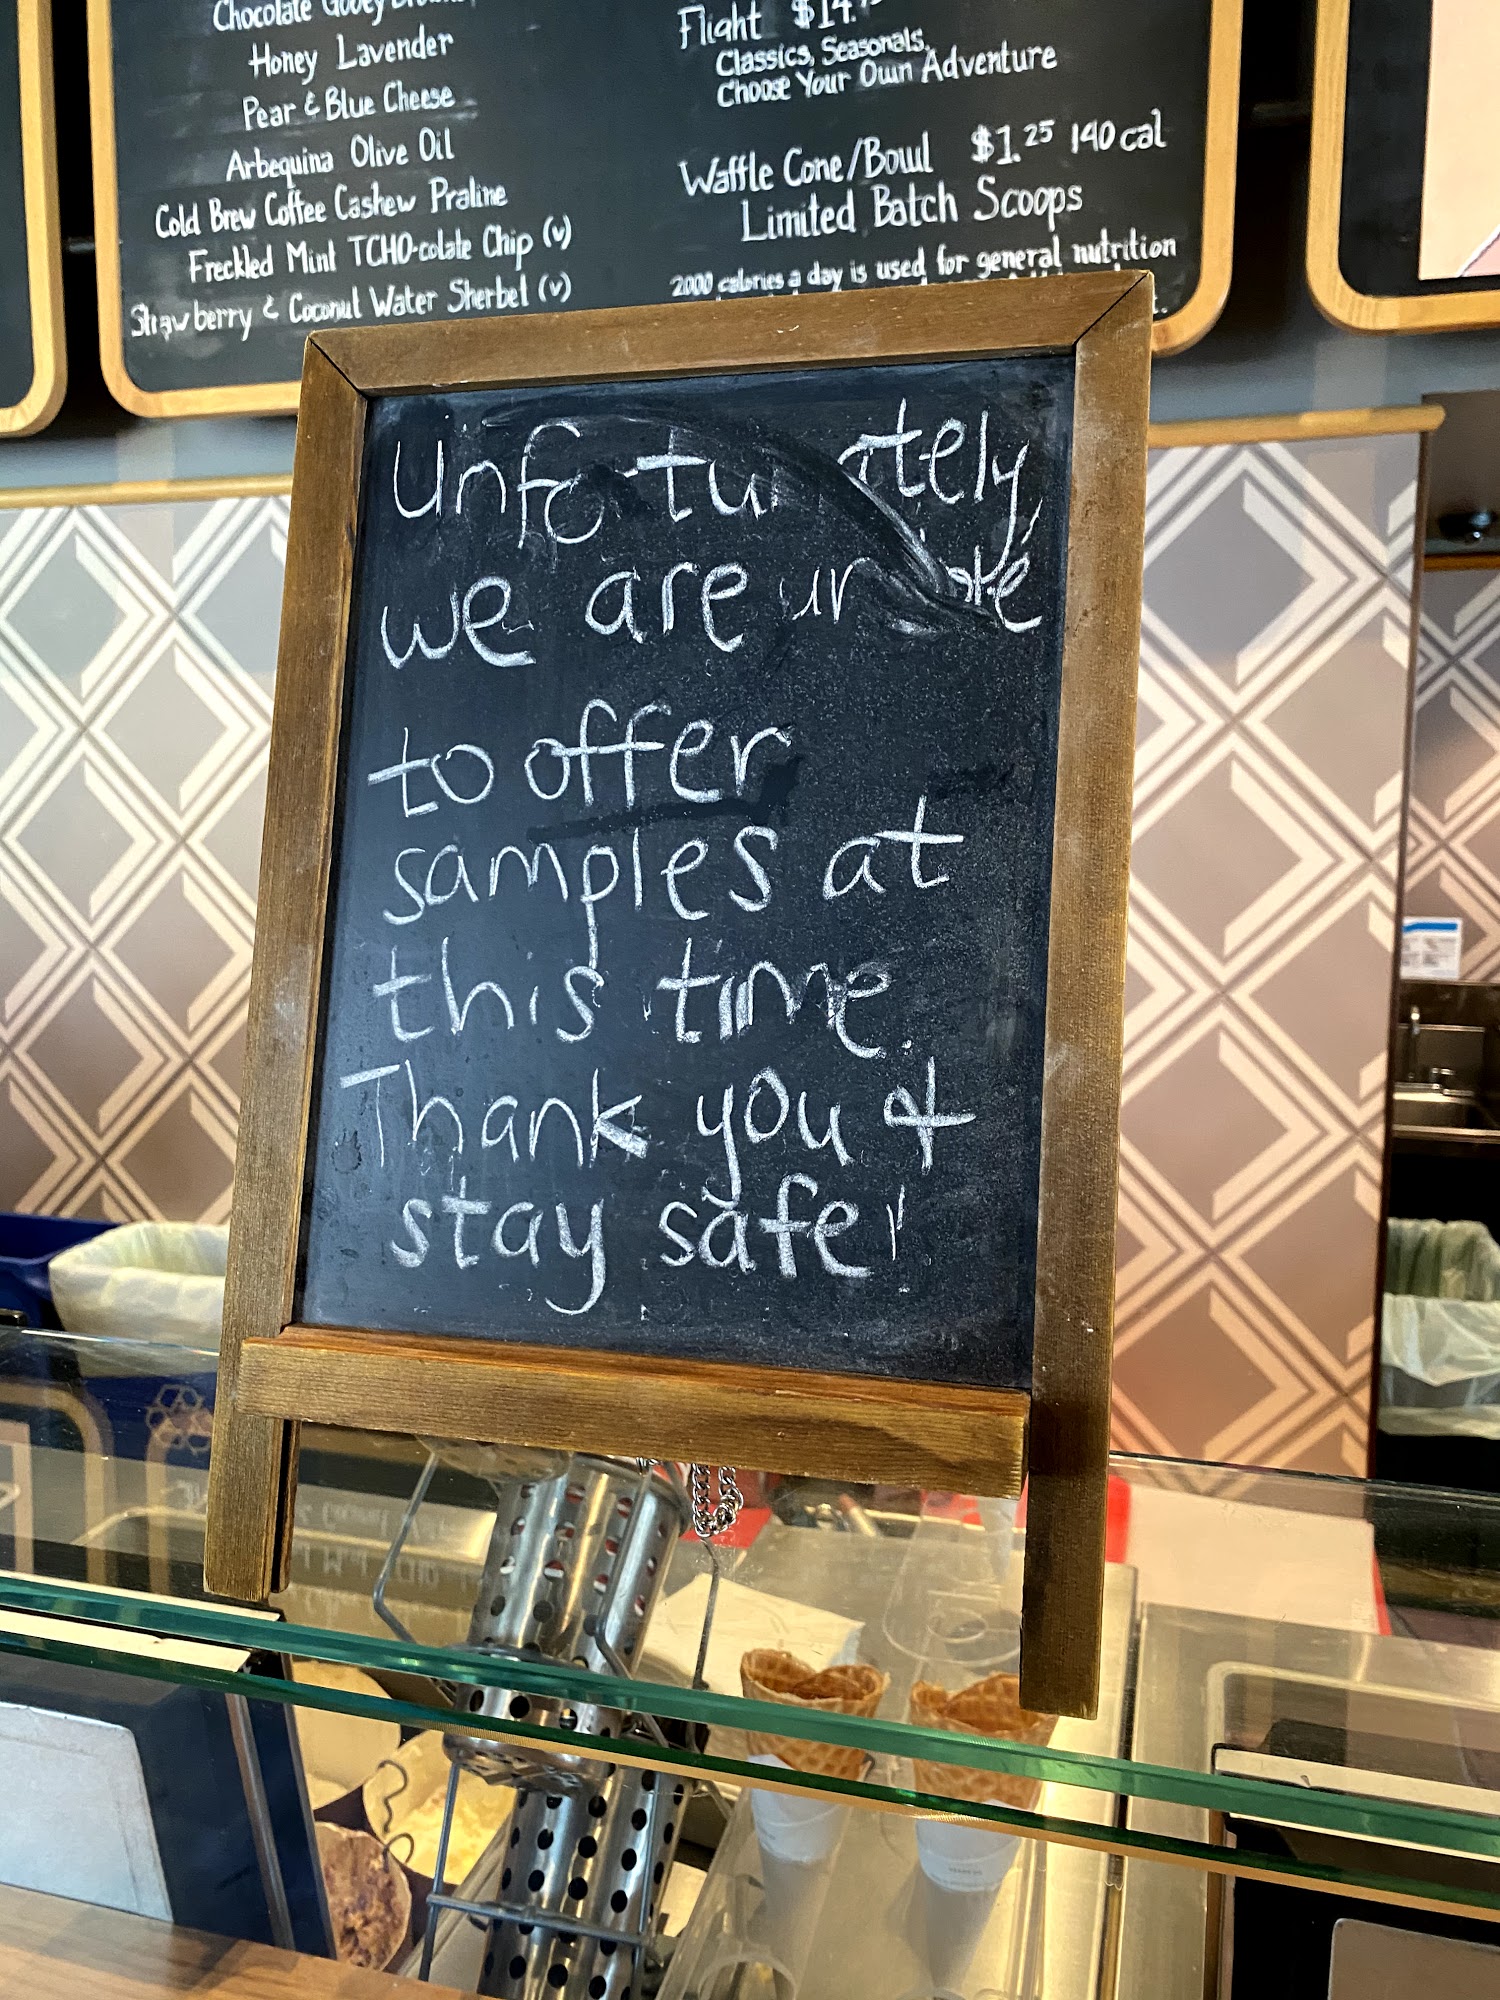 Chocolate Gooey
Honey Lavender
Pear & Blue Cheese
Arbequina Olive Oil
Cold Brew Coffee Cashew Praline
Freckled Mint TCHO-colate Chip (v)
Strawberry & Coconut Water Sherbet (v)
Flight $14.75
Classics, Seasonals,
Choose Your Own Adventure
Waffle Cone/Bowl $1.25 140 cal
Limited Batch Scoops
2000 calories a day is used for general nutrition
Unfortunately,
we are unable
to offer
samples at
this time.
Thank you &
stay safe!